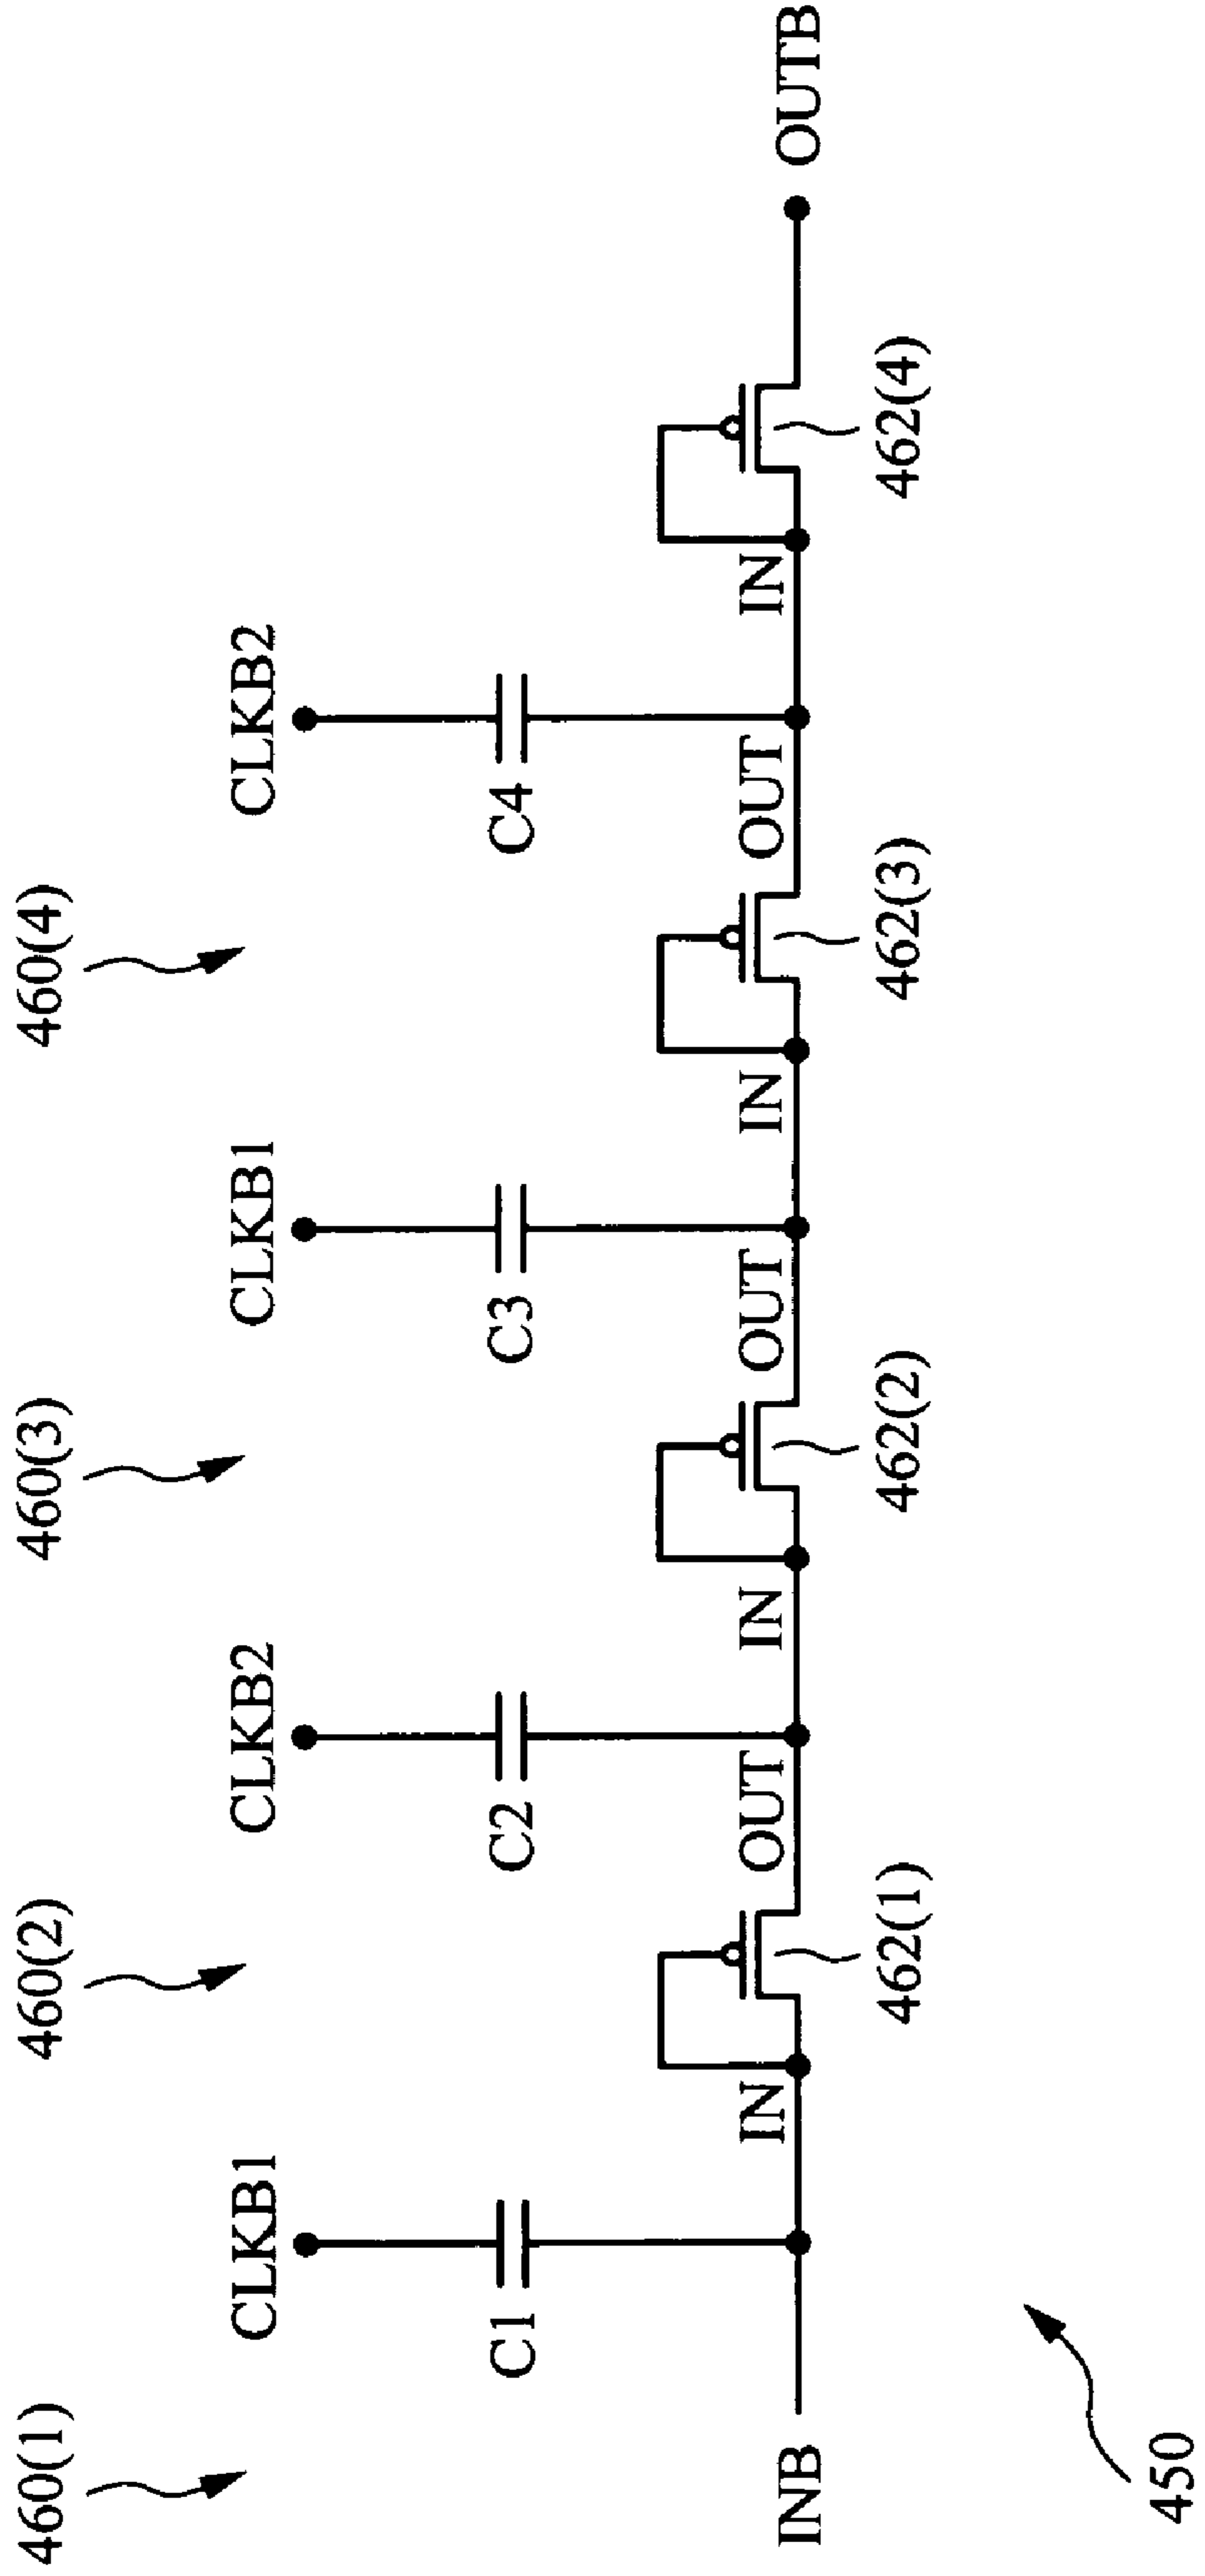 460(1)
460(2)
460(3)
460(4)
CLKB1
CLKB2
CLKB1
CLKB2
C1
C2
C3
C4
IN
OUT
IN
OUT
IN
OUT
IN
INB
OUTB
462(1)
462(2)
462(3)
462(4)
450